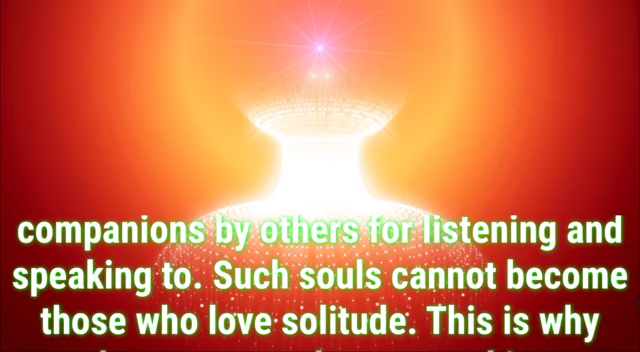 companions by others for listening and
speaking to. Such souls cannot become
those who love solitude. This is why